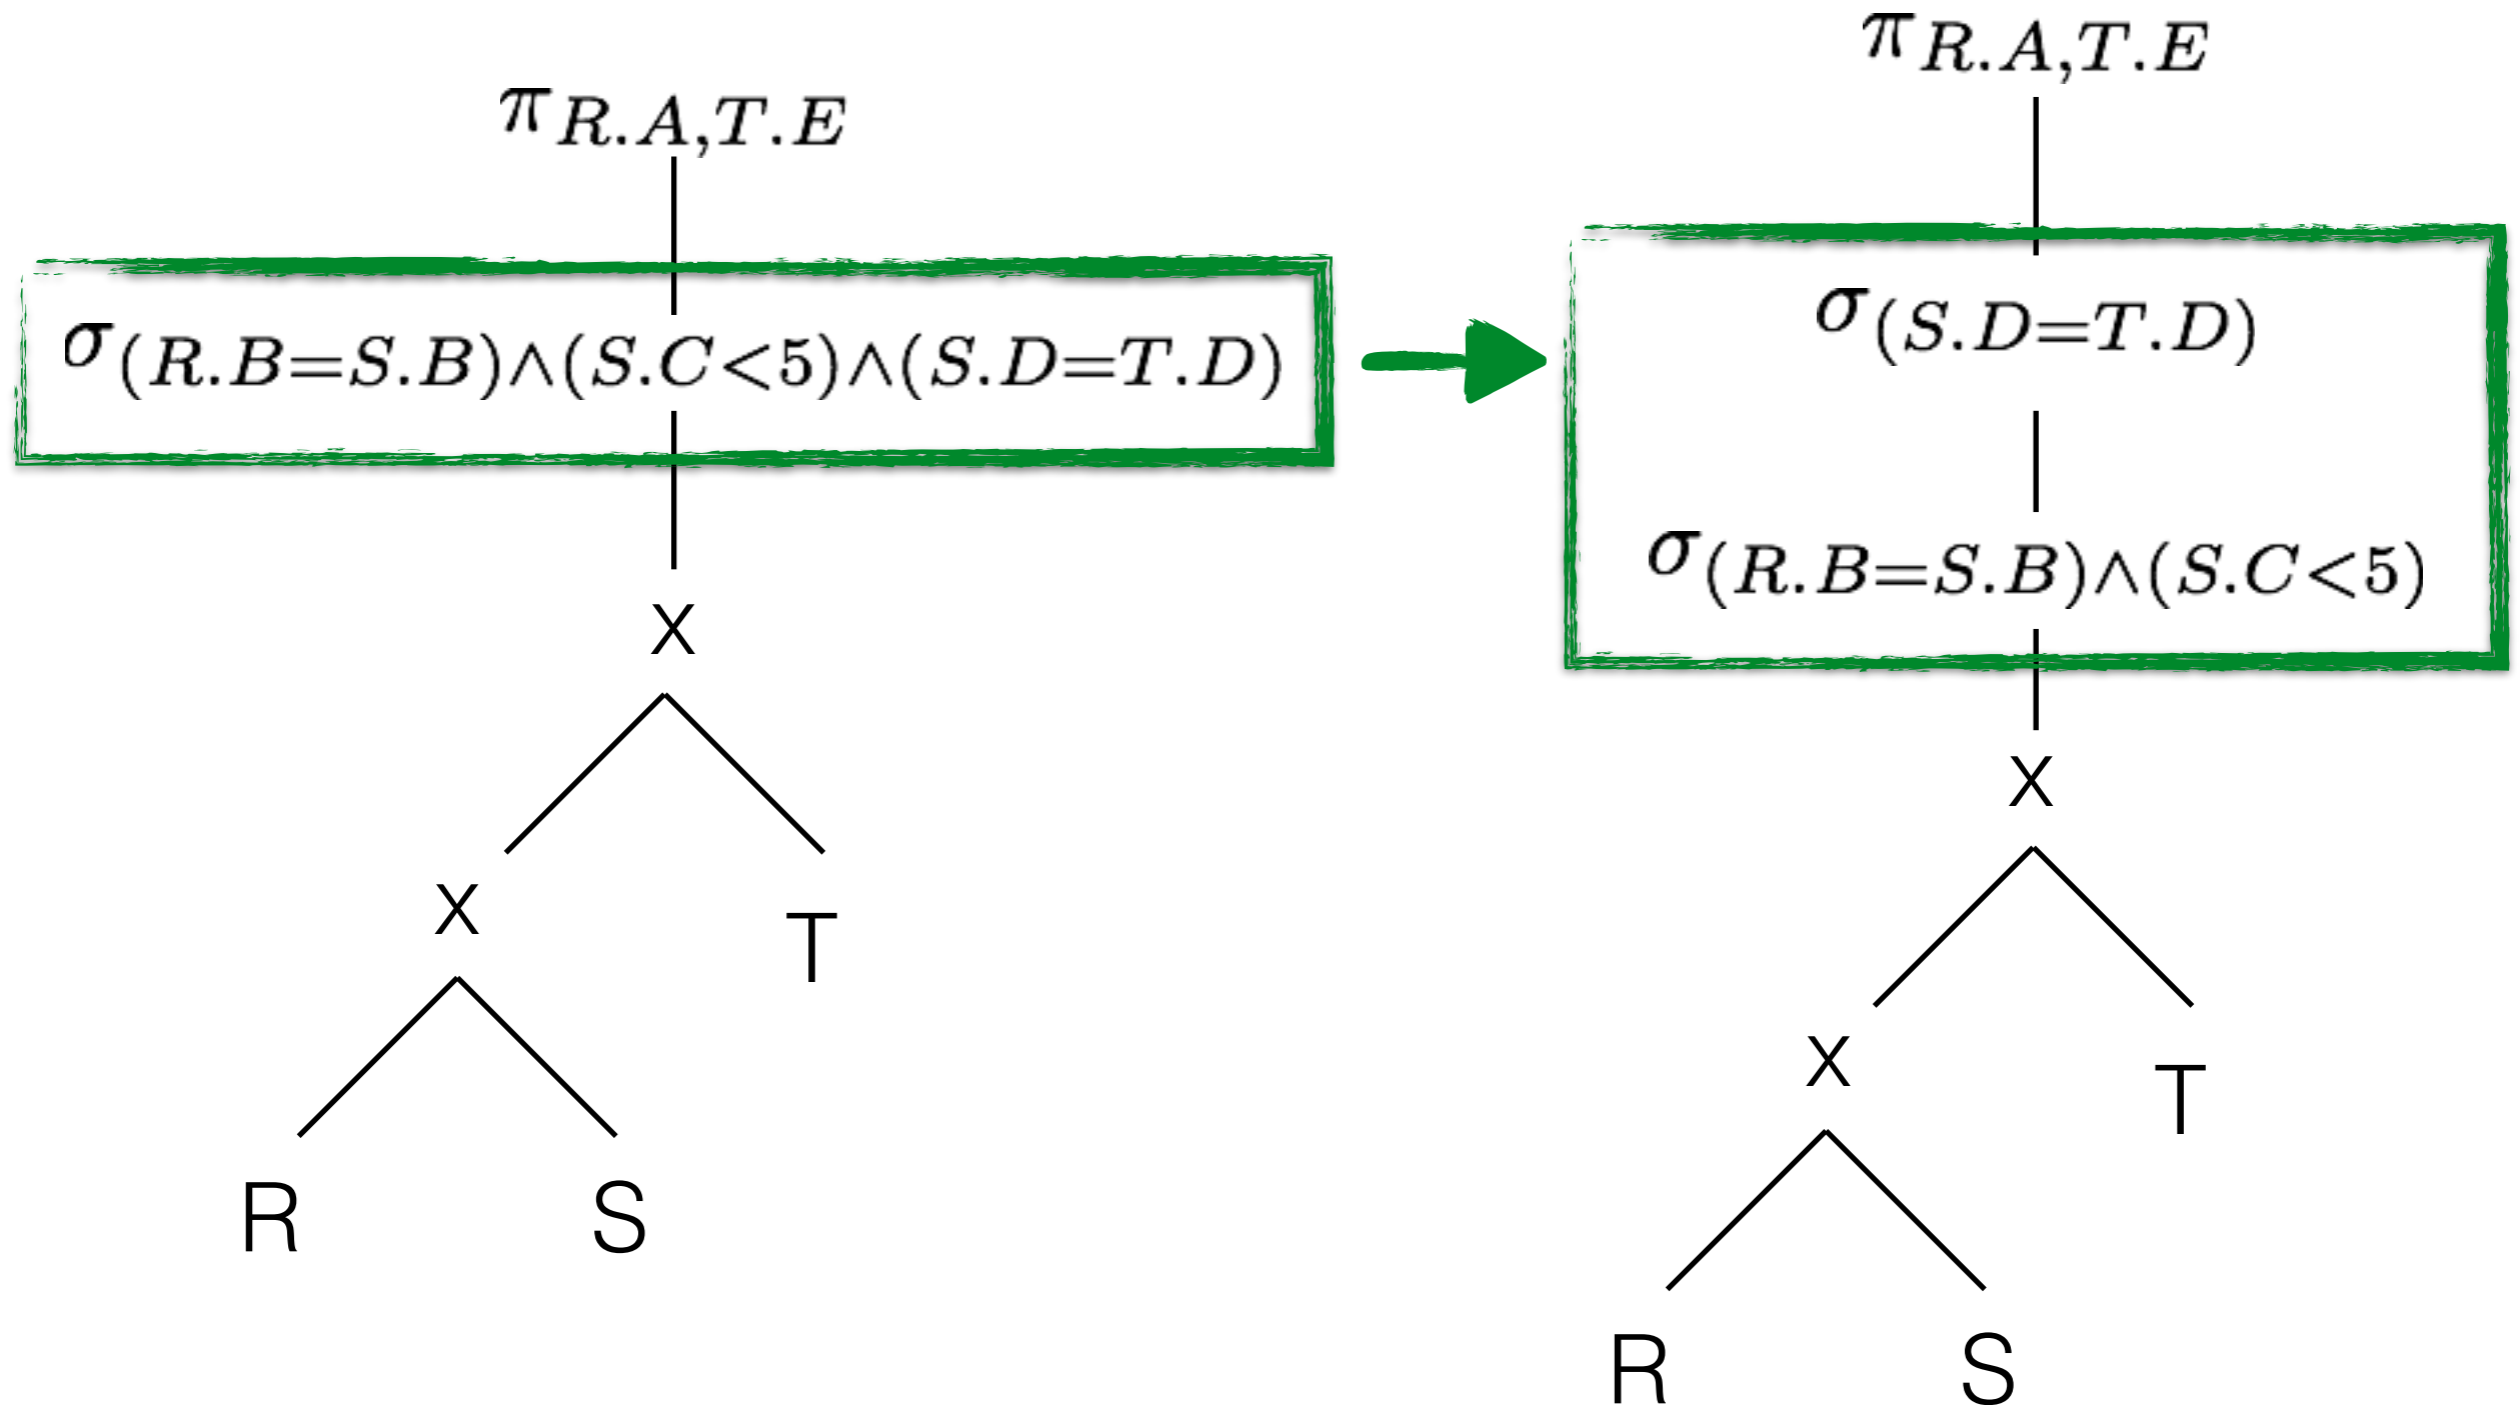 π R.A,T.E
σ (R.B=S.B)∧(S.C<5)∧(S.D=T.D)
x
x
T
R S
π R.A,T.E
σ (S.D=T.D)
σ (R.B=S.B)∧(S.C<5)
x
x
T
R S